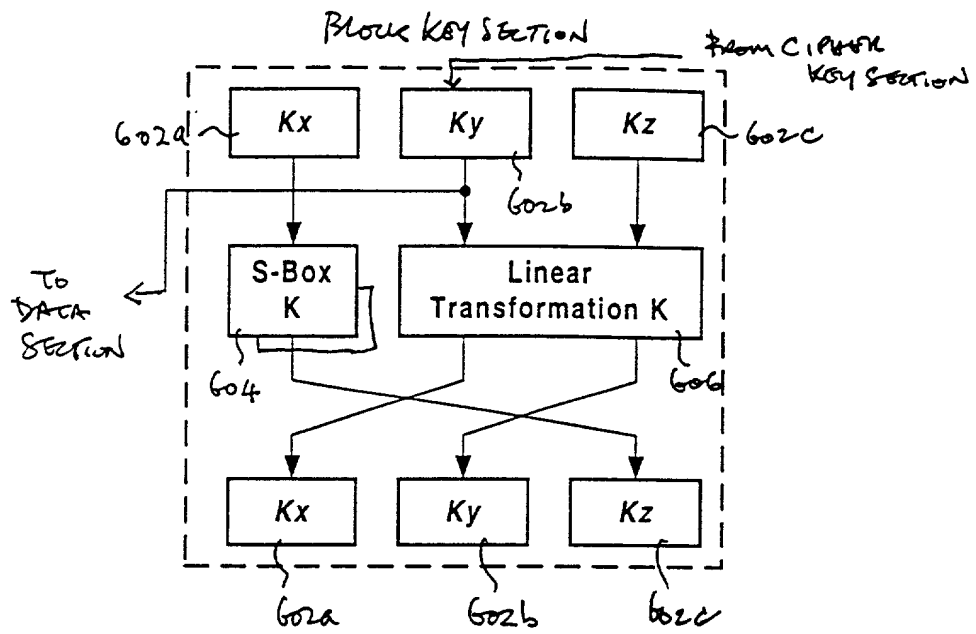 BLOCK KEY SECTION
FROM CIPHER
KEY SECTION
Kx
Ky
Kz
602a
602b
602c
S-Box
K
Linear
Transformation K
TO
DATA
SECTION
604
606
Kx
Ky
Kz
602a
602b
602c